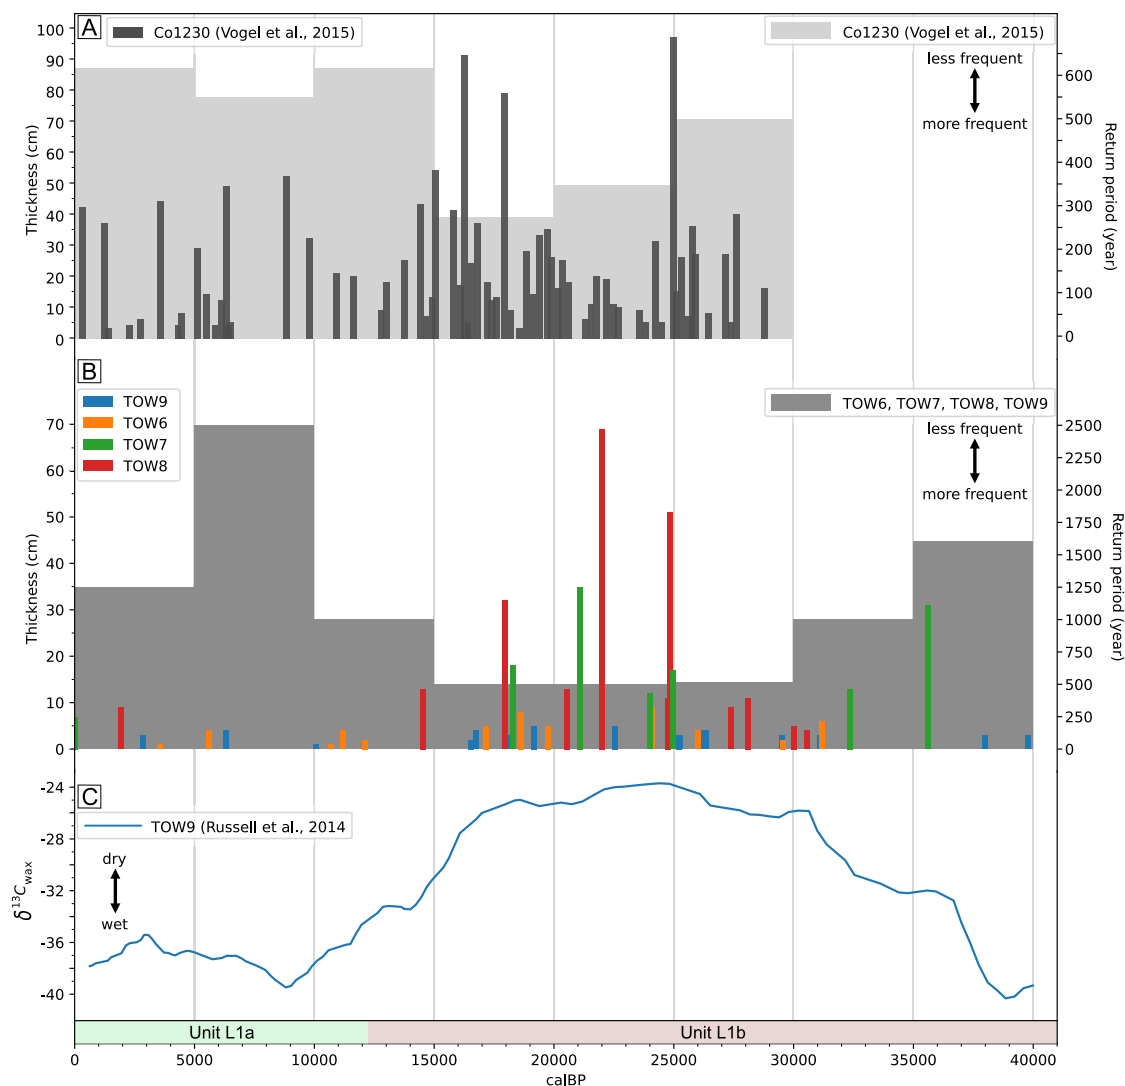 A
Co1230 (Vogel et al., 2015)
Co1230 (Vogel et al., 2015)
less frequent
more frequent
Thickness (cm)
100
90
80
70
60
50
40
30
20
10
0
600
500
400
300
200
100
0
Return period (year)
B
TOW9
TOW6
TOW7
TOW8
TOW6, TOW7, TOW8, TOW9
less frequent
more frequent
Thickness (cm)
70
60
50
40
30
20
10
0
2500
2250
2000
1750
1500
1250
1000
750
500
250
0
Return period (year)
C
TOW9 (Russell et al., 2014
dry
wet
δ¹³C wax
-24
-28
-32
-36
-40
Unit L1a Unit L1b
0 5000 10000 15000 20000 25000 30000 35000 40000
calBP